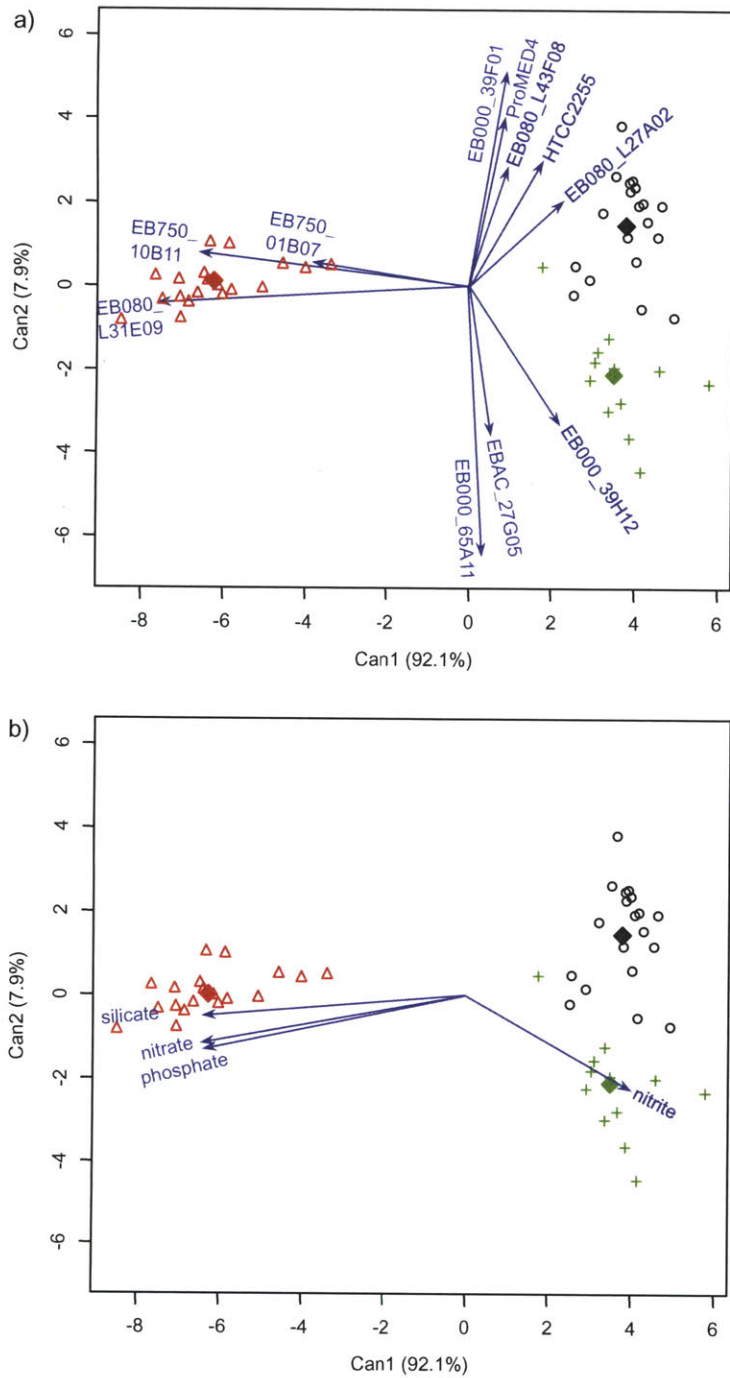 a)
6
4
2
0
-2
-4
-6
Can2 (7.9%)
EB000_39F01
ProMED4
EB080_L43F08
HTCC2255
EB080_L27A02
EB750_
10B11
EB750_
01B07
EB080_
L31E09
EB000_65A11
EBAC_27G05
EB000_39H12
-8
-6
-4
-2
0
2
4
6
Can1 (92.1%)
b)
6
4
2
0
-2
-4
-6
Can2 (7.9%)
silicate
nitrate
phosphate
nitrite
-8
-6
-4
-2
0
2
4
6
Can1 (92.1%)